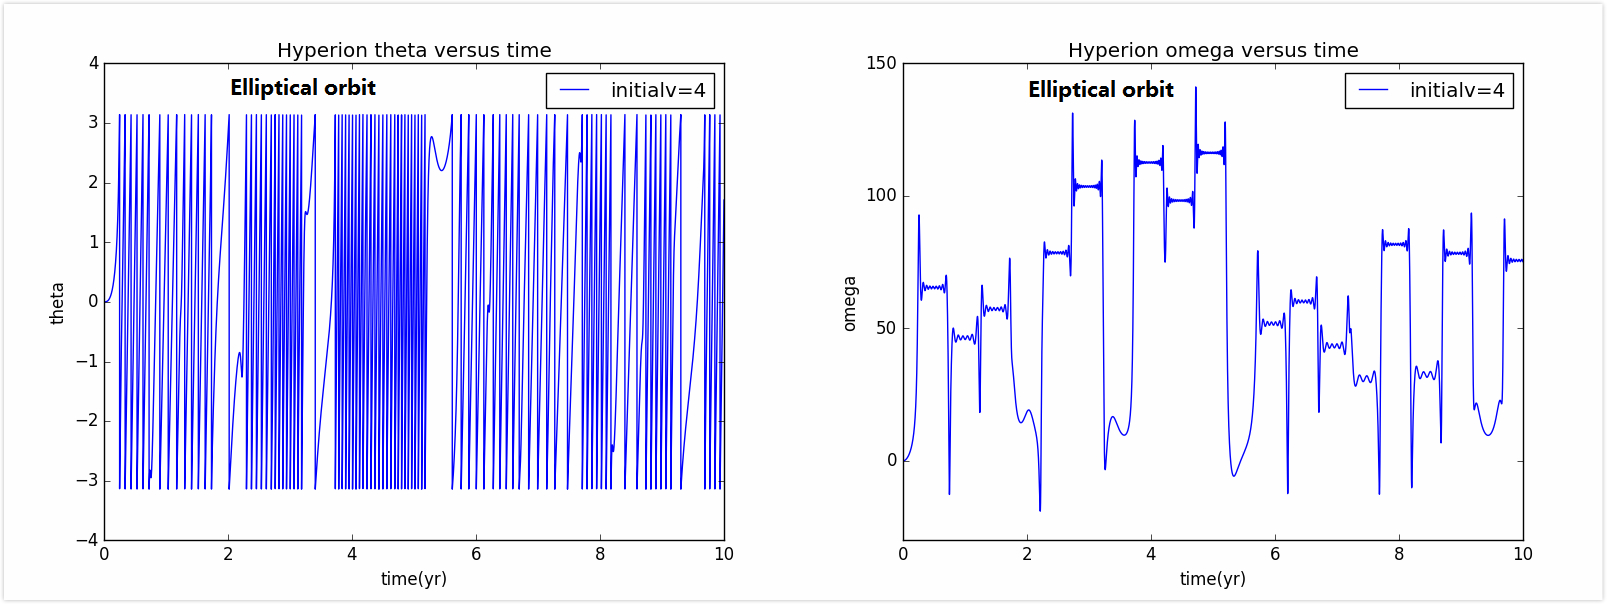 Hyperion theta versus time
Elliptical orbit
initialv=4
4
3
2
1
0
−1
−2
−3
−4
theta
0 2 4 6 8 10
time(yr)
Hyperion omega versus time
Elliptical orbit
initialv=4
150
100
50
0
omega
0 2 4 6 8 10
time(yr)